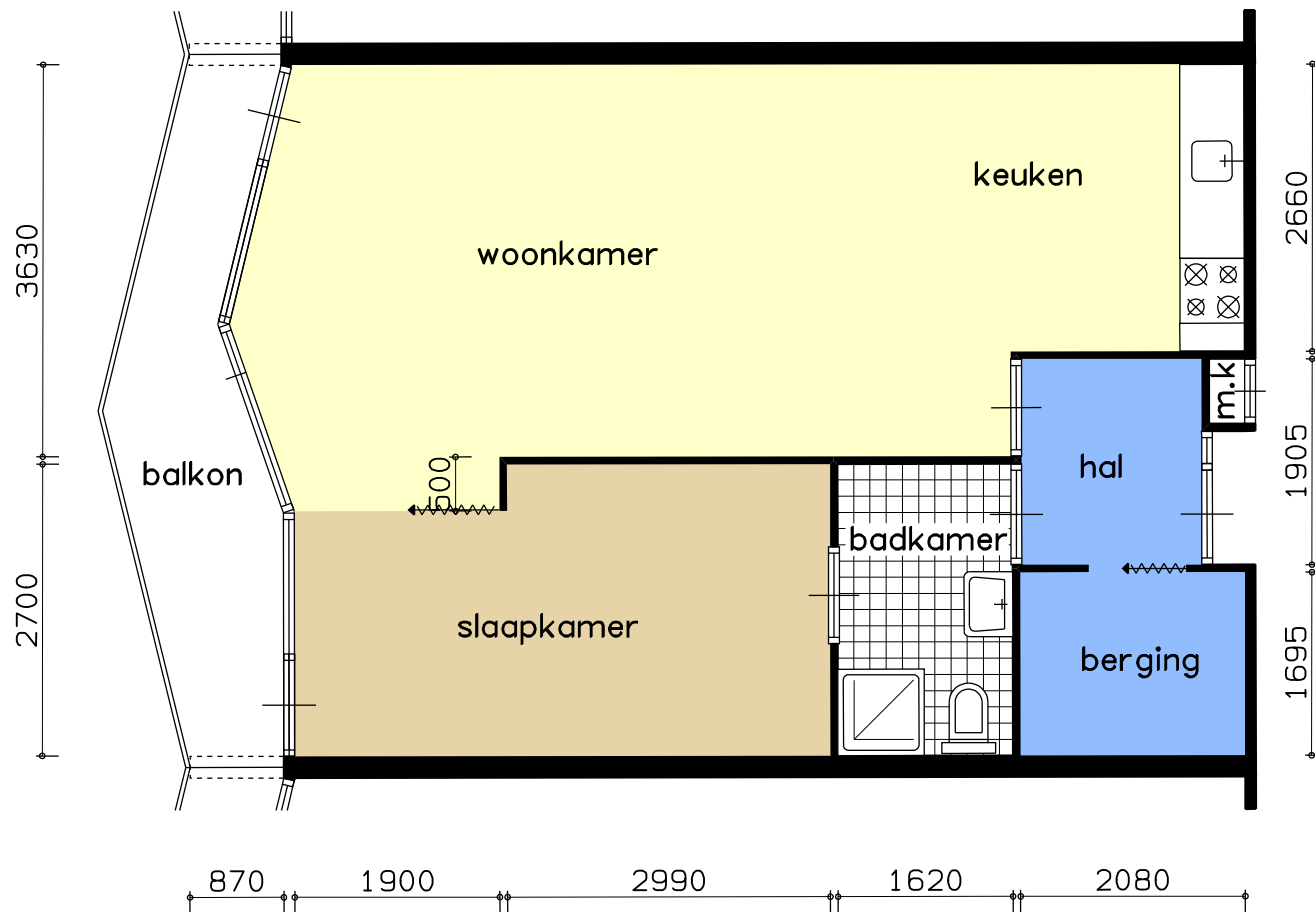 keuken
2660
woonkamer
3630
m.k
balkon
500
hal
1905
badkamer
2700
slaapkamer
berging
1695
870
1900
2990
1620
2080